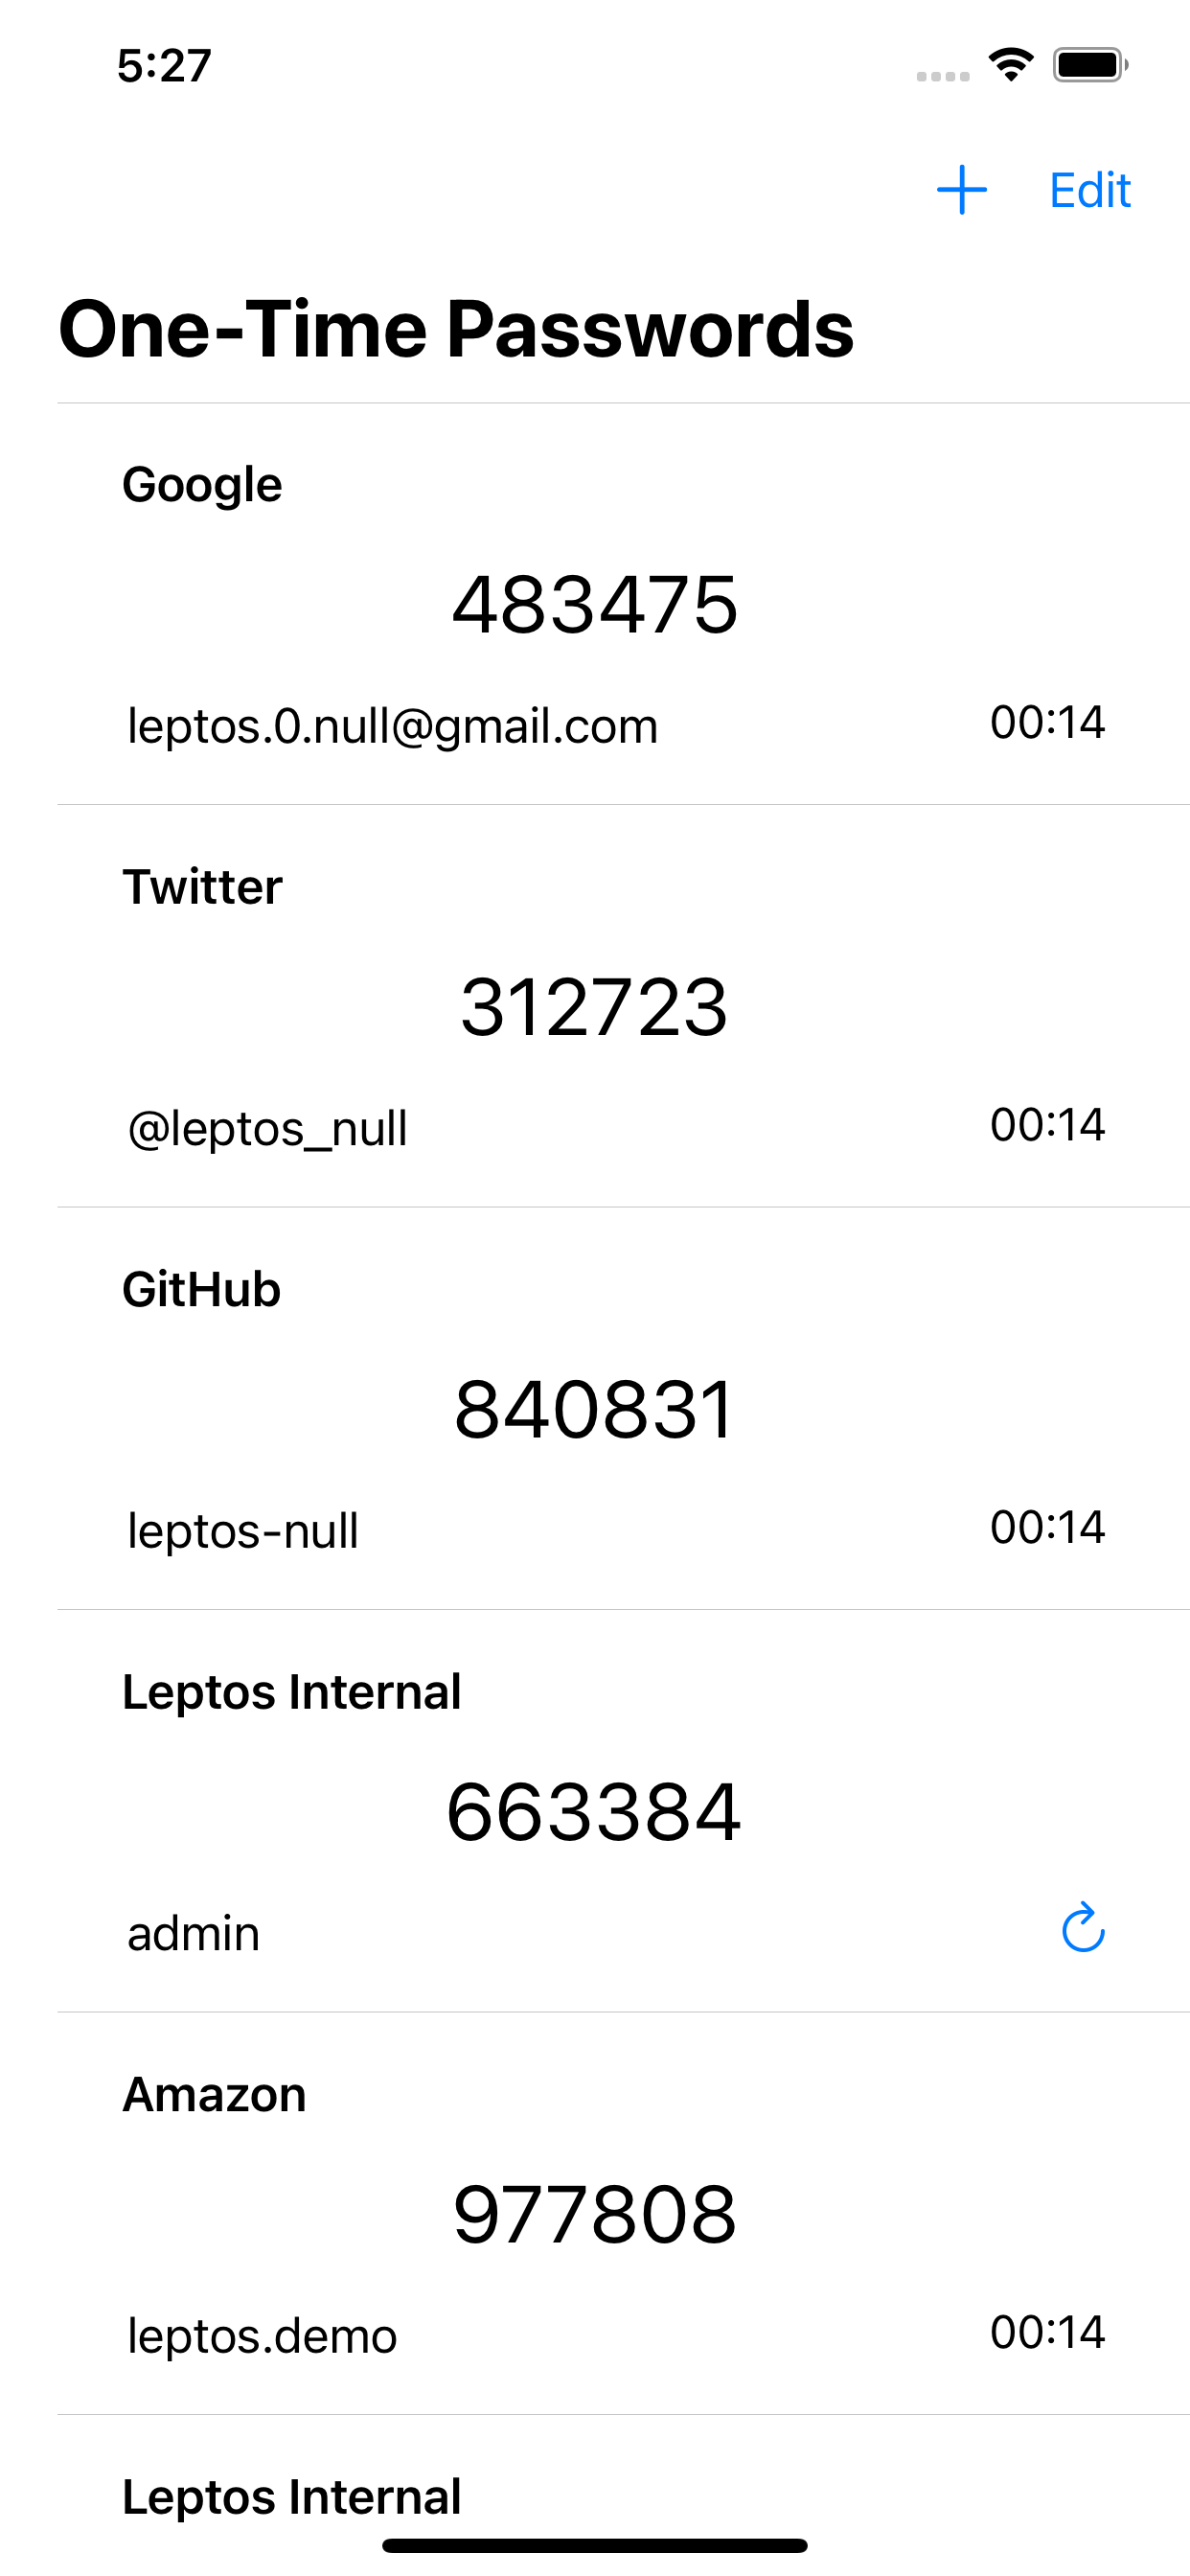 5:27
Edit
One-Time Passwords
Google
483475
leptos.0.null@gmail.com 00:14
Twitter
312723
@leptos_null 00:14
GitHub
840831
leptos-null 00:14
Leptos Internal
663384
admin
Amazon
977808
leptos.demo 00:14
Leptos Internal